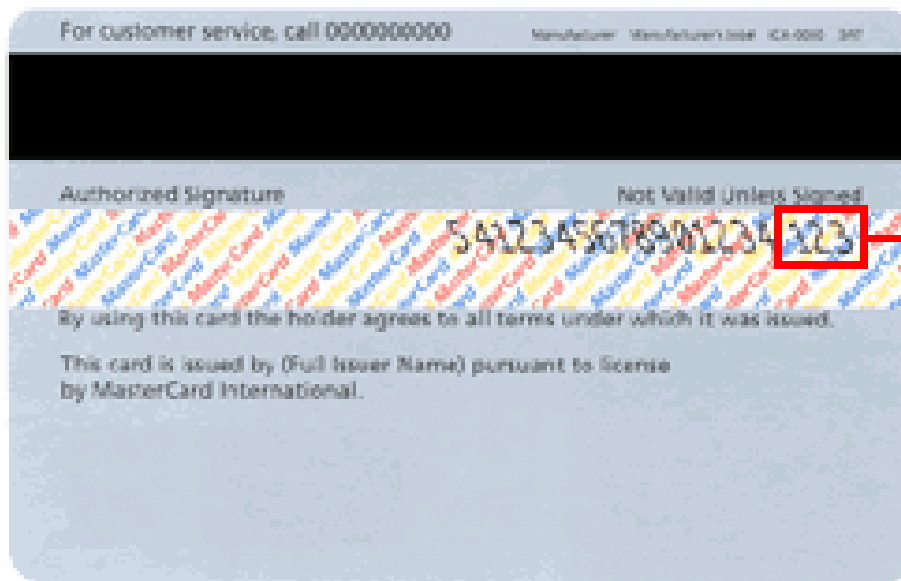 For customer service, call 0000000000 Manufacturer
Authorized Signature Not Valid Unless Signed
MasterCard
5412345678901234 123
By using this card the holder agrees to all terms under which it was issued.
This card is issued by (Full Issuer Name) pursuant to license
by MasterCard International.